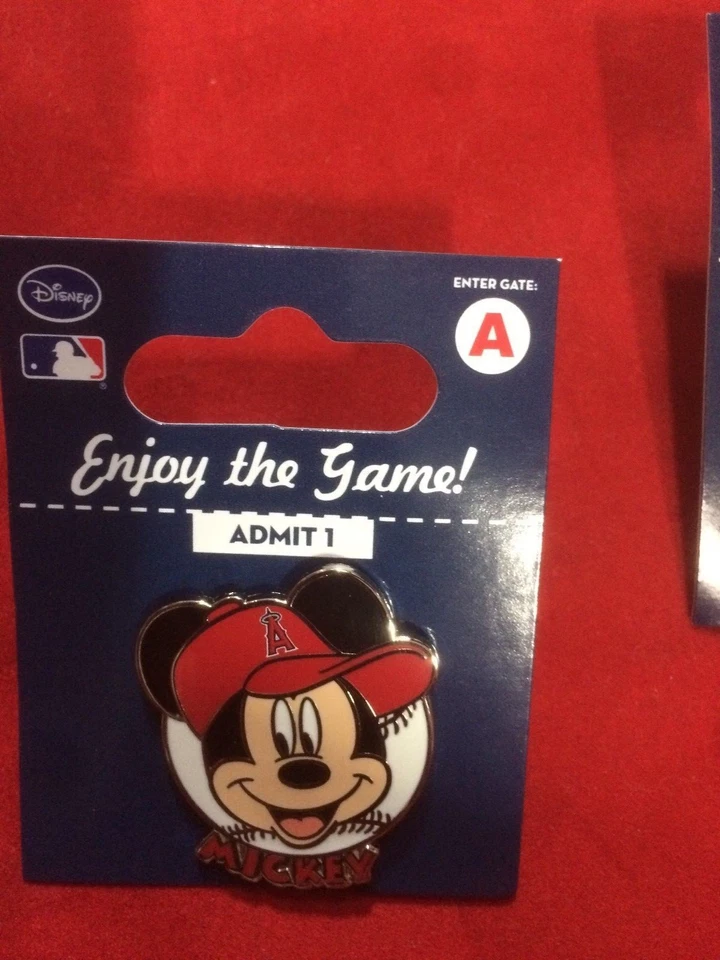 Disney
ENTER GATE:
A
Enjoy the Game!
ADMIT 1
A
MICKEY